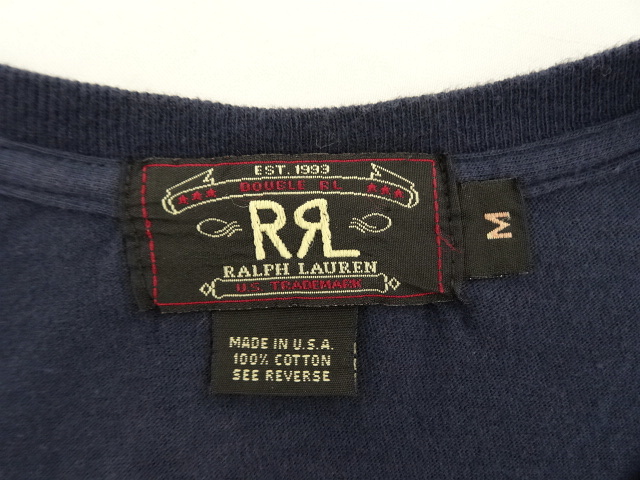 EST. 1993
★★★ DOUBLE RL ★★★
RRL
RALPH LAUREN
U.S. TRADEMARK
M
MADE IN U.S.A.
100% COTTON
SEE REVERSE